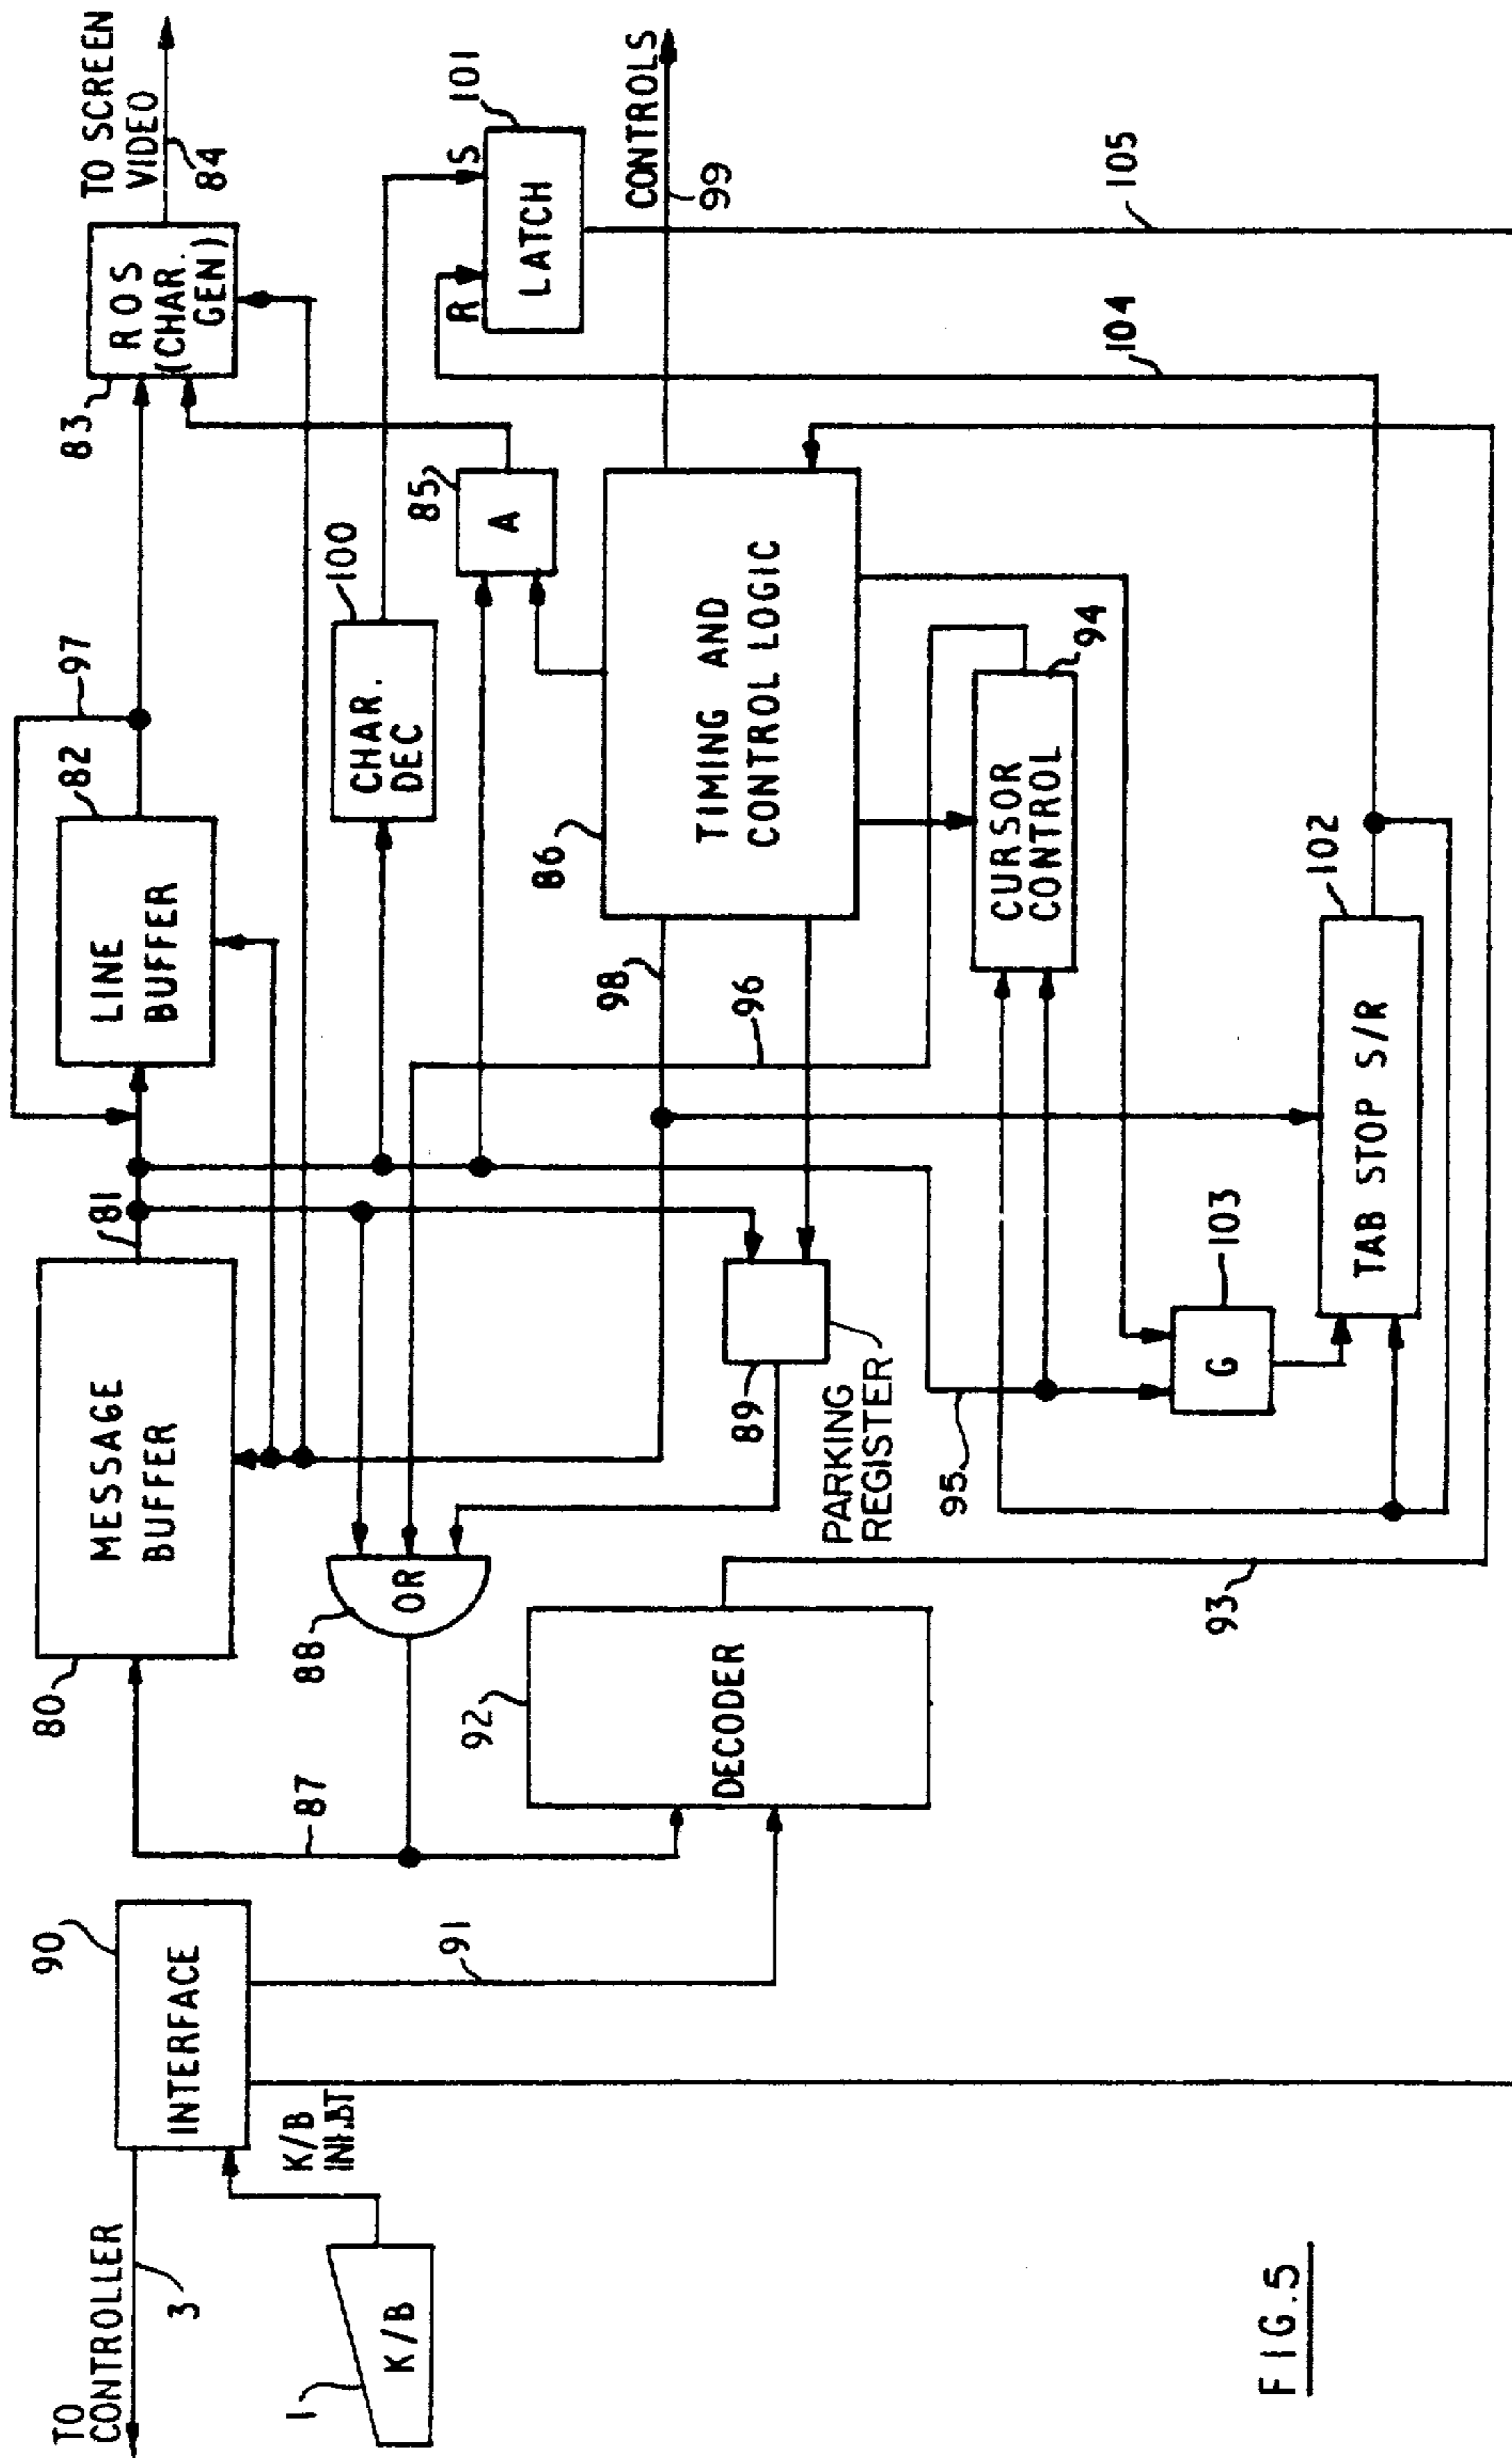 TO
CONTROLLER
3
1
K/B
K/B
90
INTERFACE
91
87
80
MESSAGE
BUFFER
81
88
OR
92
DECODER
93
89
PARKING
REGISTER
95
LINE
BUFFER
82
97
98
96
86
TIMING AND
CONTROL LOGIC
CHAR.
DEC
100
A
85
83
ROS
(CHAR.
GEN)
TO SCREEN
VIDEO
84
R
S
LATCH
101
CONTROLS
99
CURSOR
CONTROL
94
G
103
TAB STOP S/R
102
104
105
FIG.5